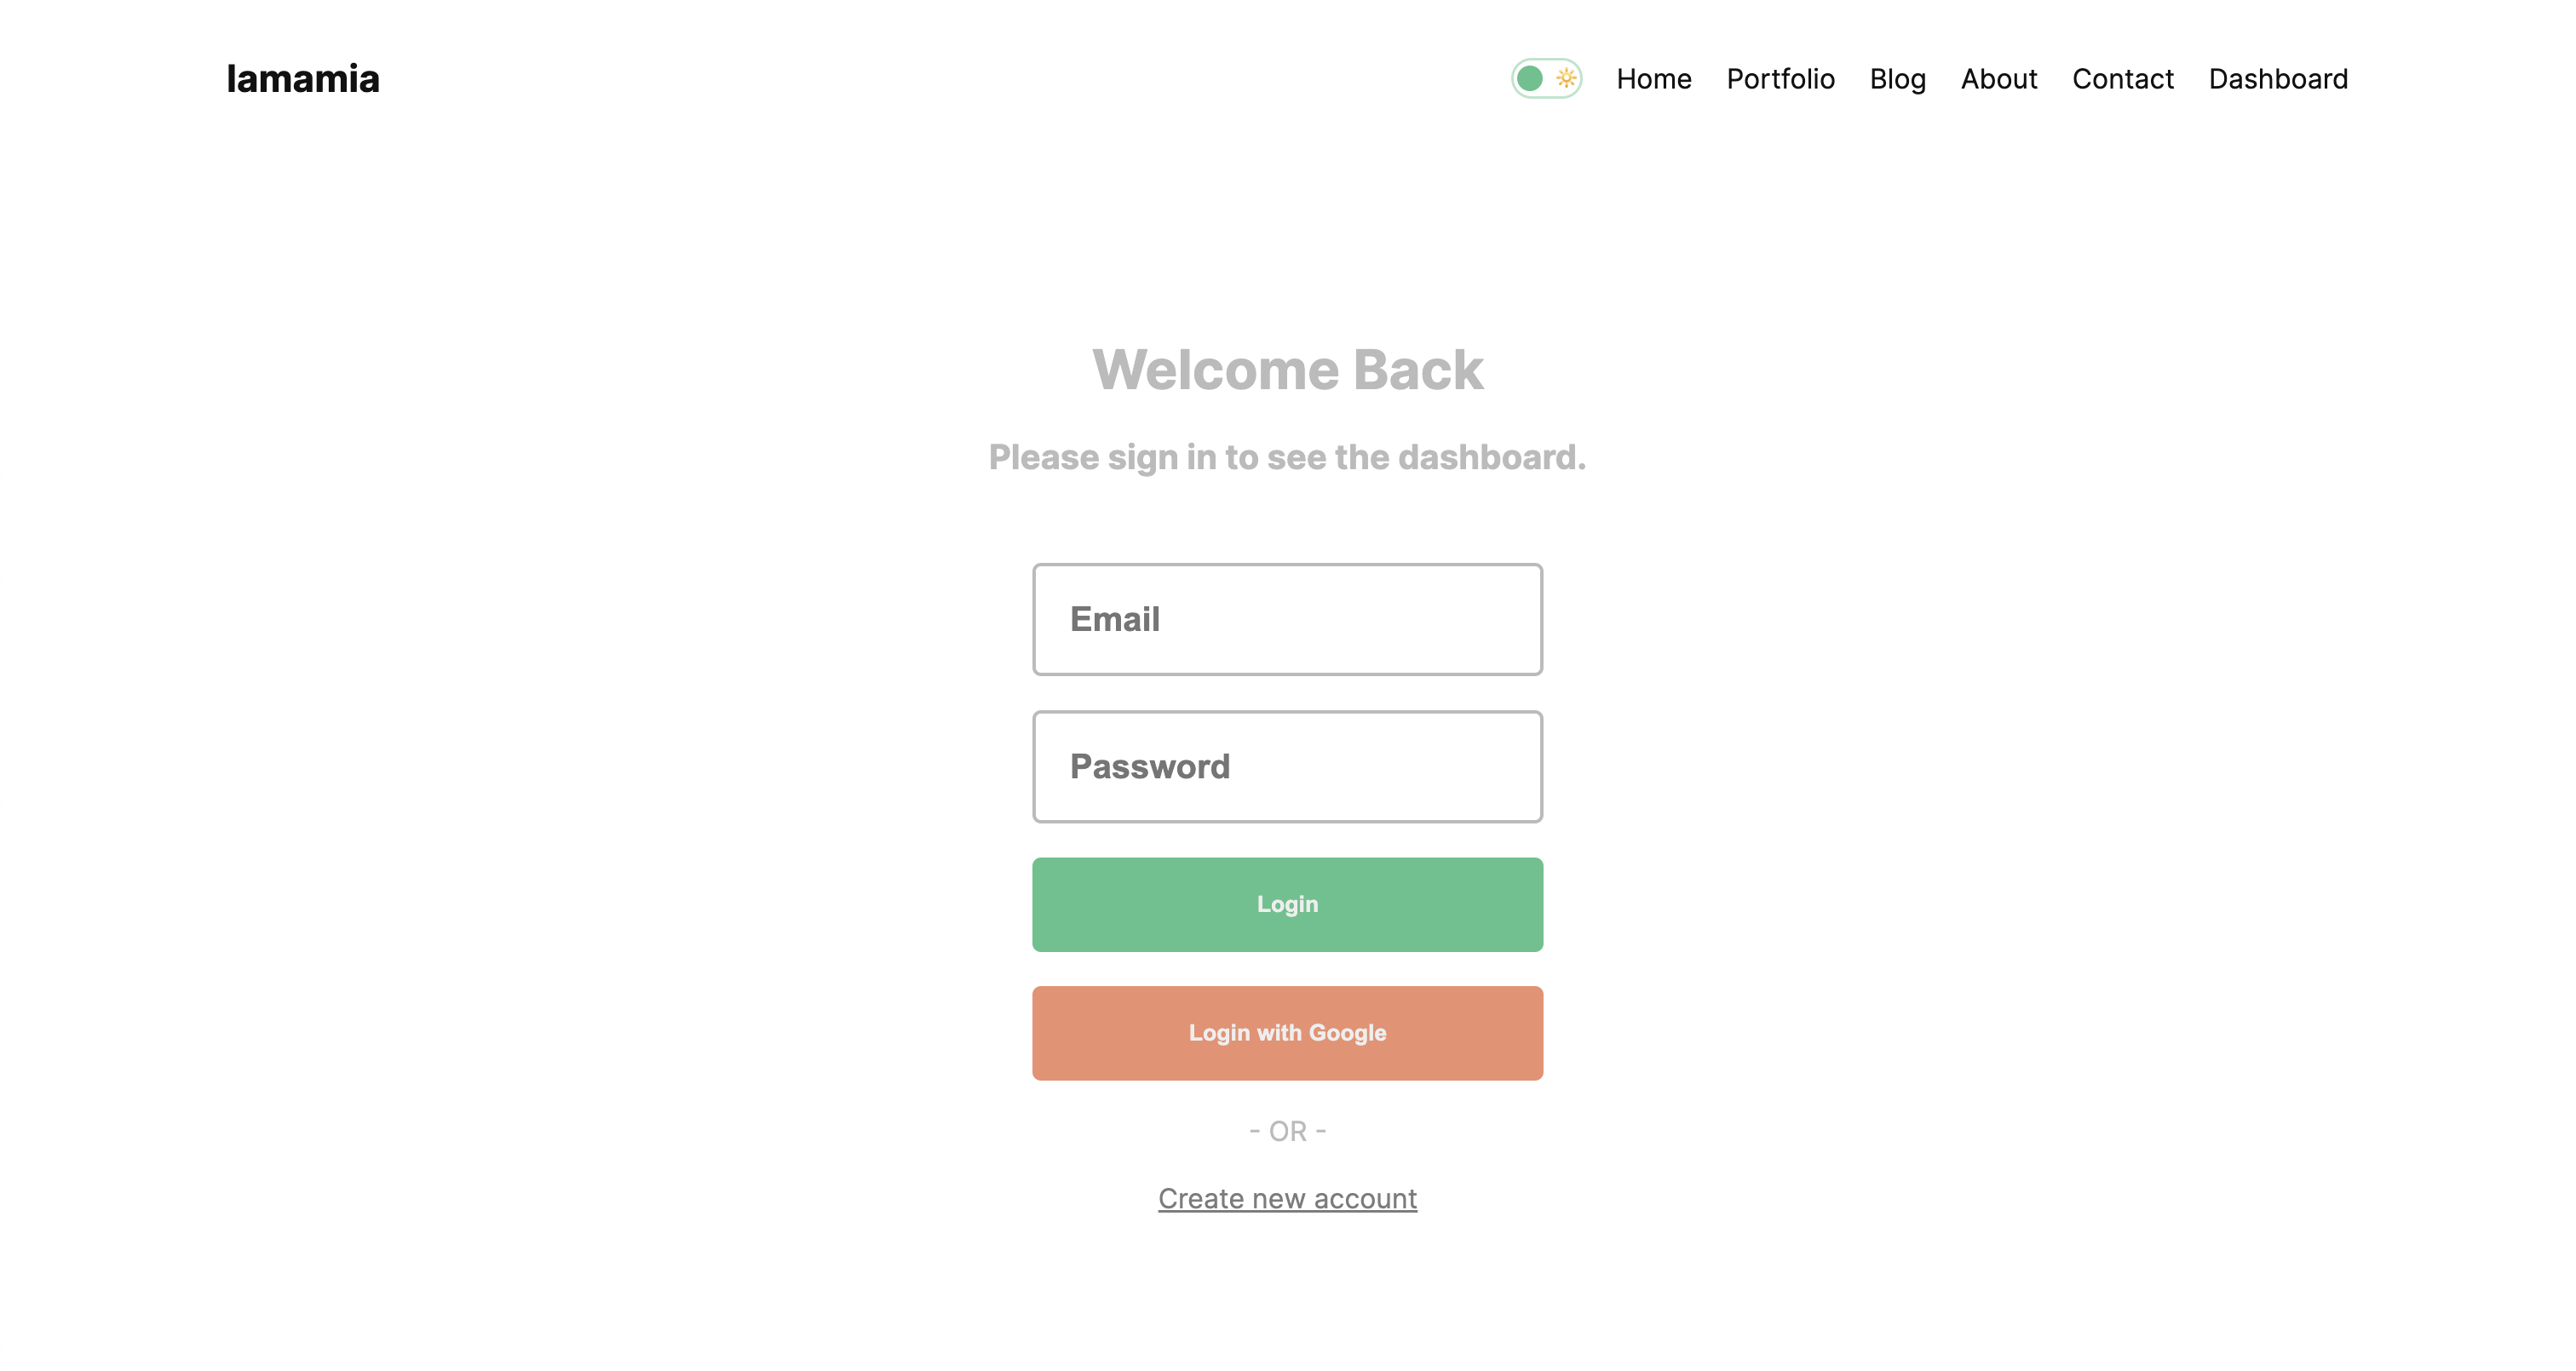 lamamia
Home Portfolio Blog About Contact Dashboard
Welcome Back
Please sign in to see the dashboard.
Email
Password
Login
Login with Google
- OR -
Create new account